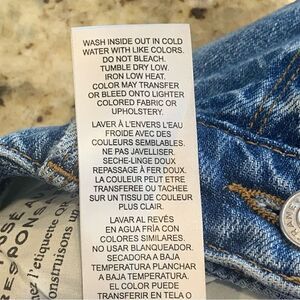 WASH INSIDE OUT IN COLD
WATER WITH LIKE COLORS.
DO NOT BLEACH.
TUMBLE DRY LOW.
IRON LOW HEAT.
COLOR MAY TRANSFER
OR BLEED ONTO LIGHTER
COLORED FABRIC OR
UPHOLSTERY.
LAVER À L'ENVERS L'EAU
FROIDE AVEC DES
COULEURS SEMBLABLES.
NE PAS JAVELLISER.
SECHE-LINGE DOUX
REPASSAGE À FER DOUX.
LA COULEUR PEUT ETRE
TRANSFEREE OU TACHEE
SUR UN TISSU DE COULEUR
PLUS CLAIR.
LAVAR AL REVÉS
EN AGUA FRÍA CON
COLORES SIMILARES.
NO USAR BLANQUEADOR.
SECADORA A BAJA
TEMPERATURA PLANCHAR
A BAJA TEMPERATURA.
EL COLOR PUEDE
TRANSFERIR EN TELA O